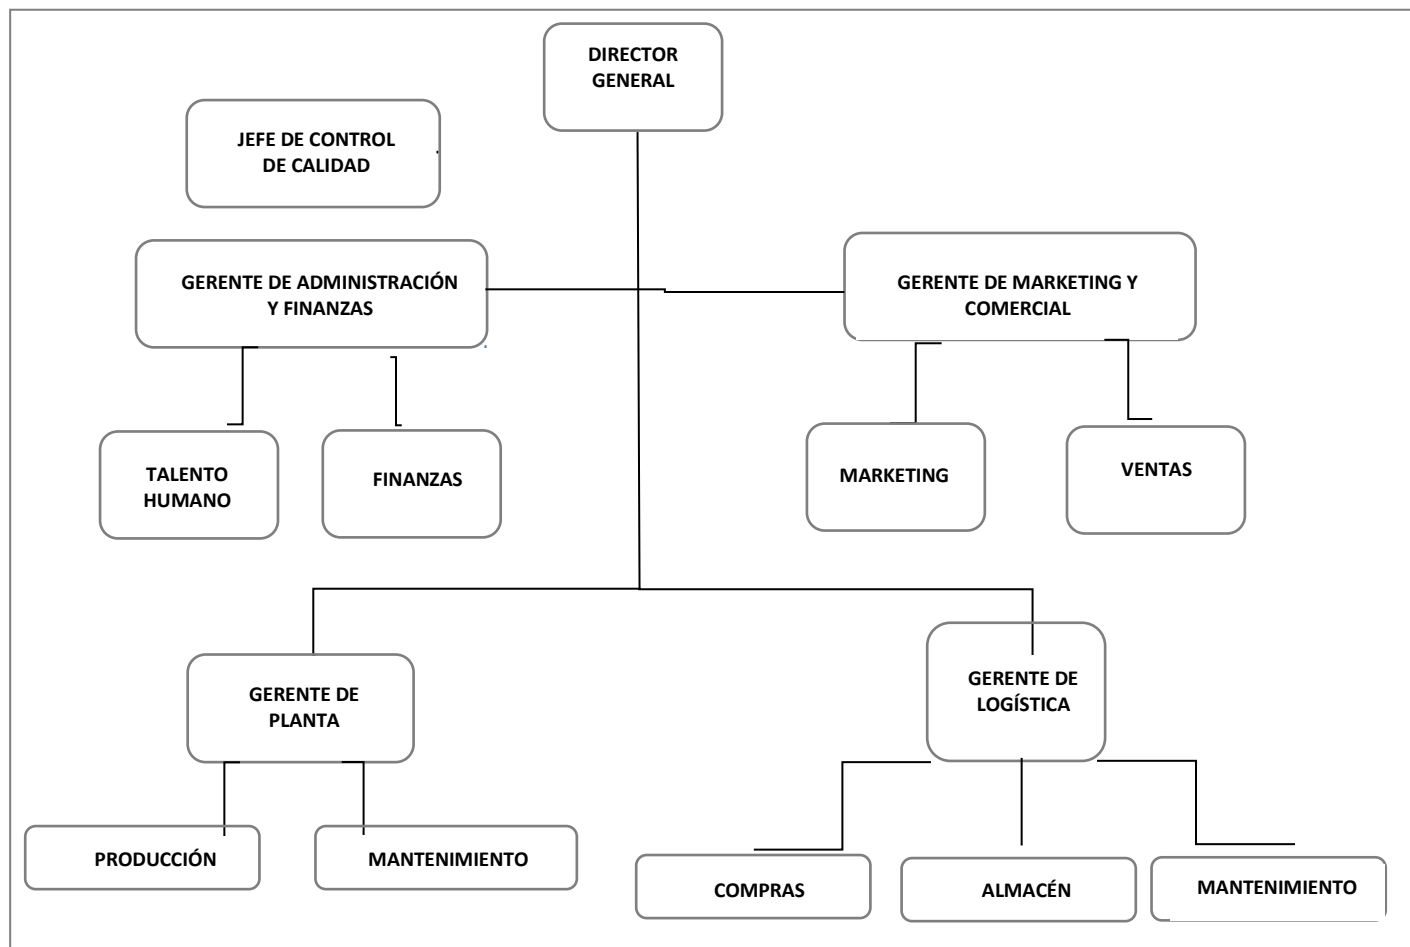 DIRECTOR
GENERAL
JEFE DE CONTROL
DE CALIDAD
GERENTE DE ADMINISTRACIÓN
Y FINANZAS
GERENTE DE MARKETING Y
COMERCIAL
TALENTO
HUMANO
FINANZAS
MARKETING
VENTAS
GERENTE DE
PLANTA
GERENTE DE
LOGÍSTICA
PRODUCCIÓN
MANTENIMIENTO
COMPRAS
ALMACÉN
MANTENIMIENTO